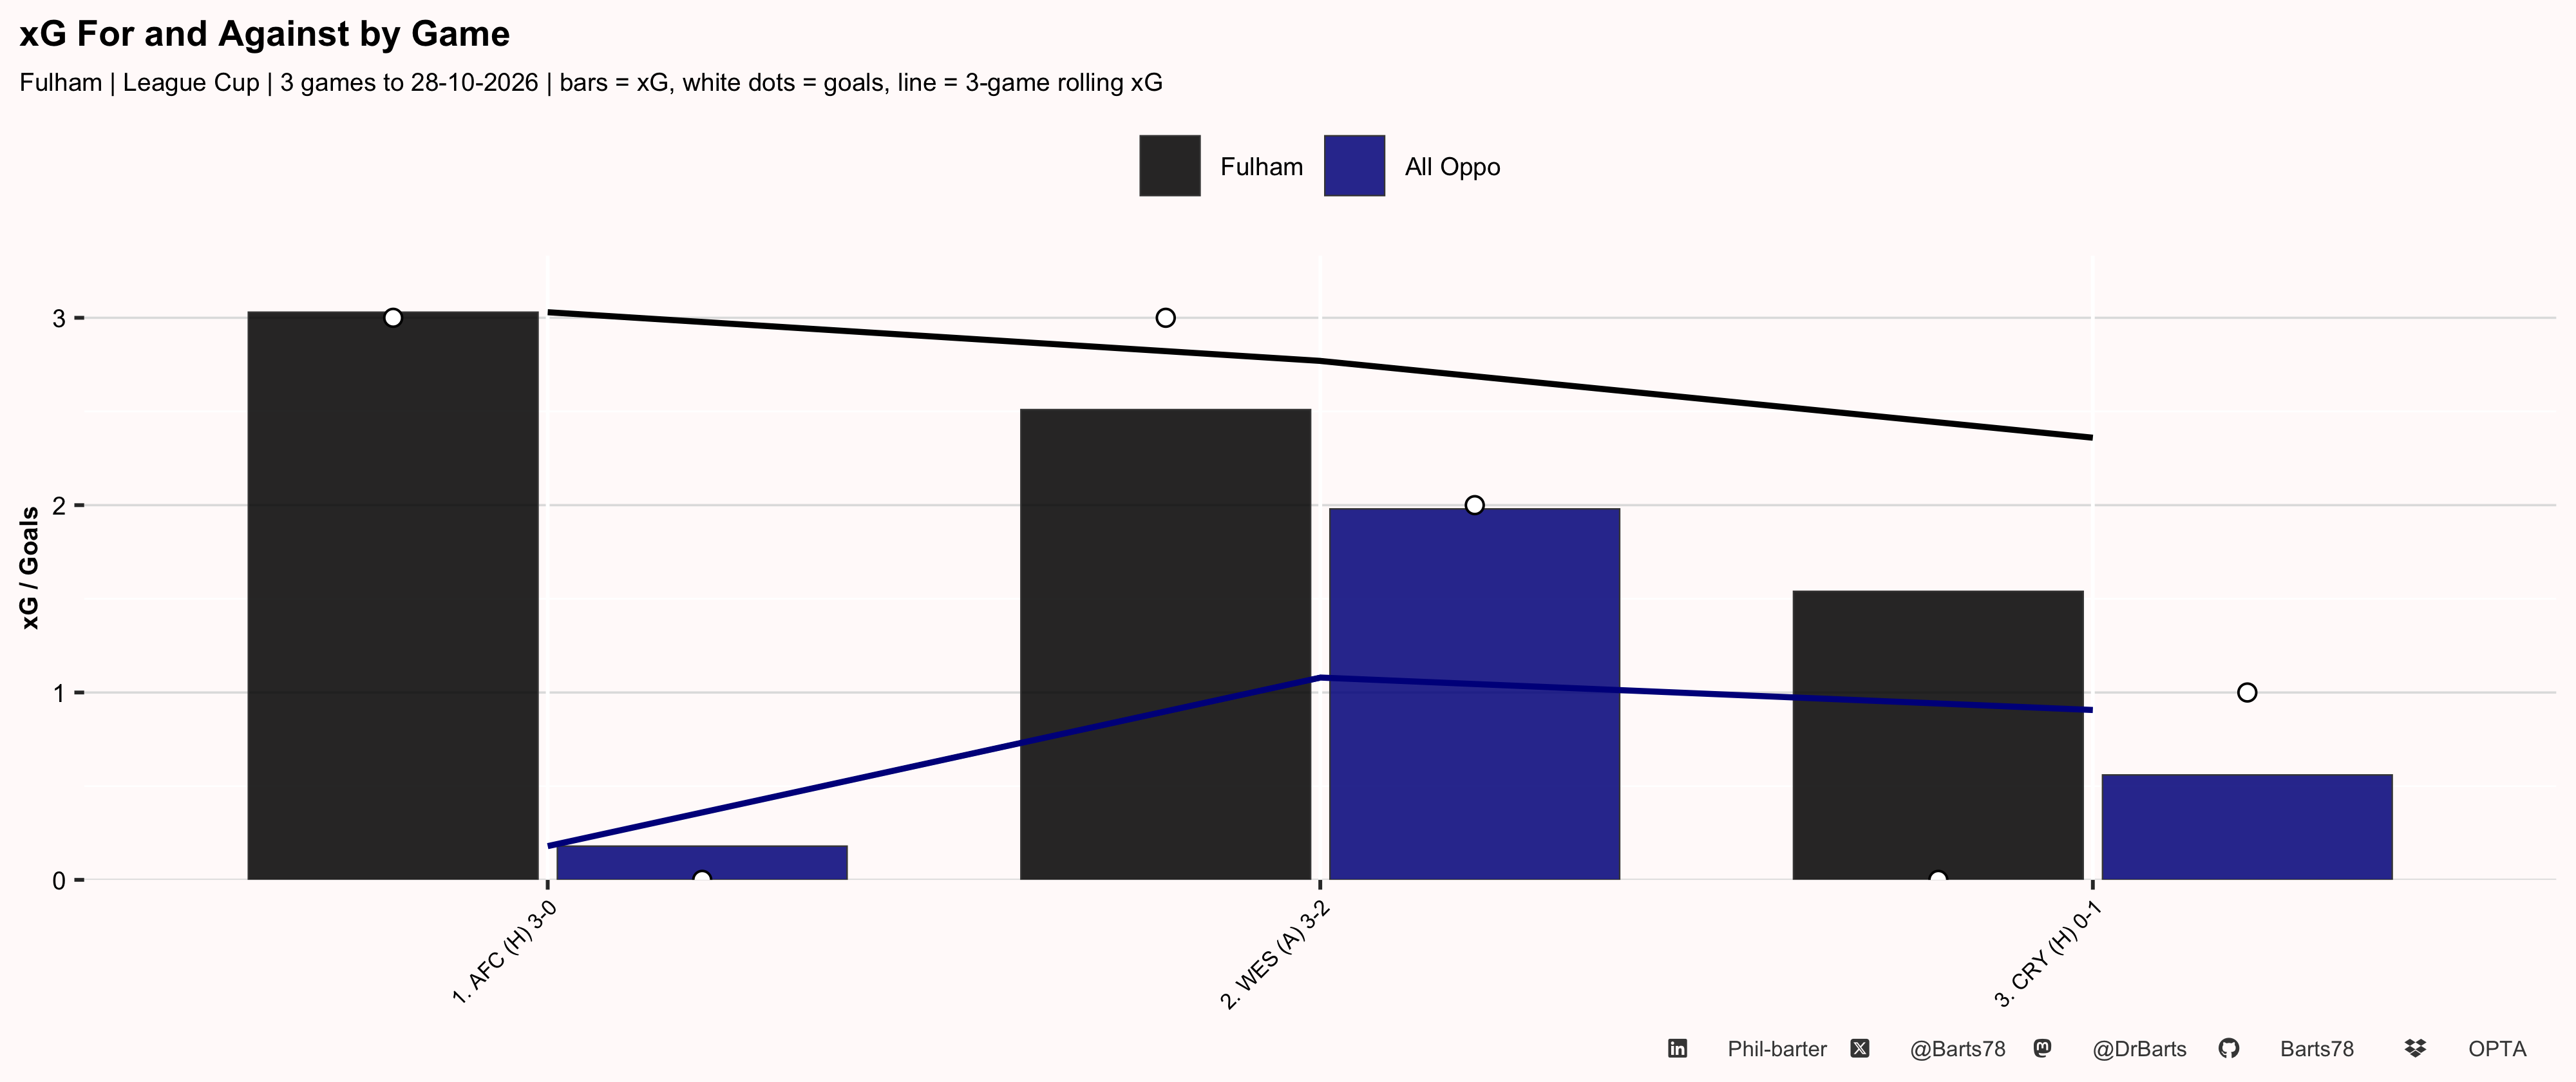 xG For and Against by Game
Fulham | League Cup | 3 games to 28-10-2026 | bars = xG, white dots = goals, line = 3-game rolling xG
Fulham
All Oppo
xG / Goals
3
2
1
0
1. AFC (H) 3-0
2. WES (A) 3-2
3. CRY (H) 0-1
Phil-barter @Barts78 @DrBarts Barts78 OPTA